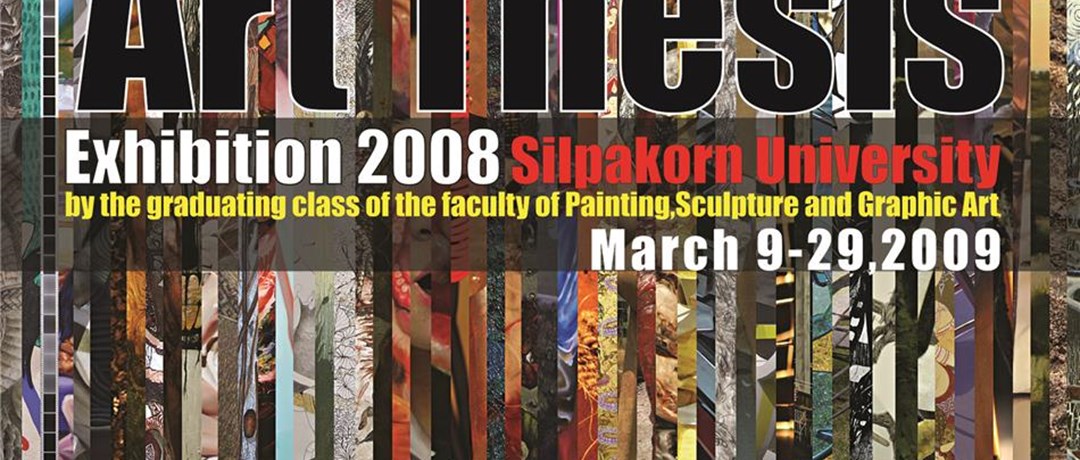 Art Thesis
Exhibition 2008 Silpakorn University
by the graduating class of the faculty of Painting,Sculpture and Graphic Art
March 9-29,2009